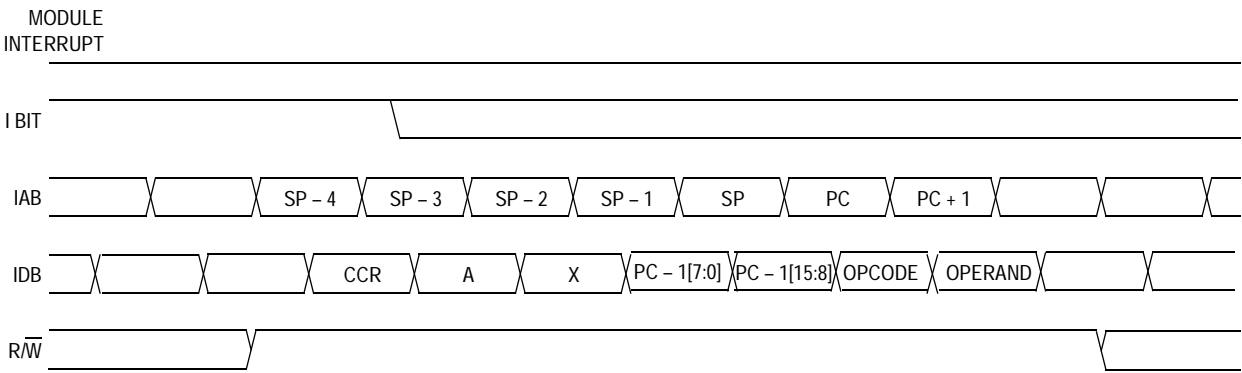 MODULE
INTERRUPT
I BIT
IAB SP – 4 SP – 3 SP – 2 SP – 1 SP PC PC + 1
IDB CCR A X PC – 1[7:0] PC – 1[15:8] OPCODE OPERAND
R/W̅